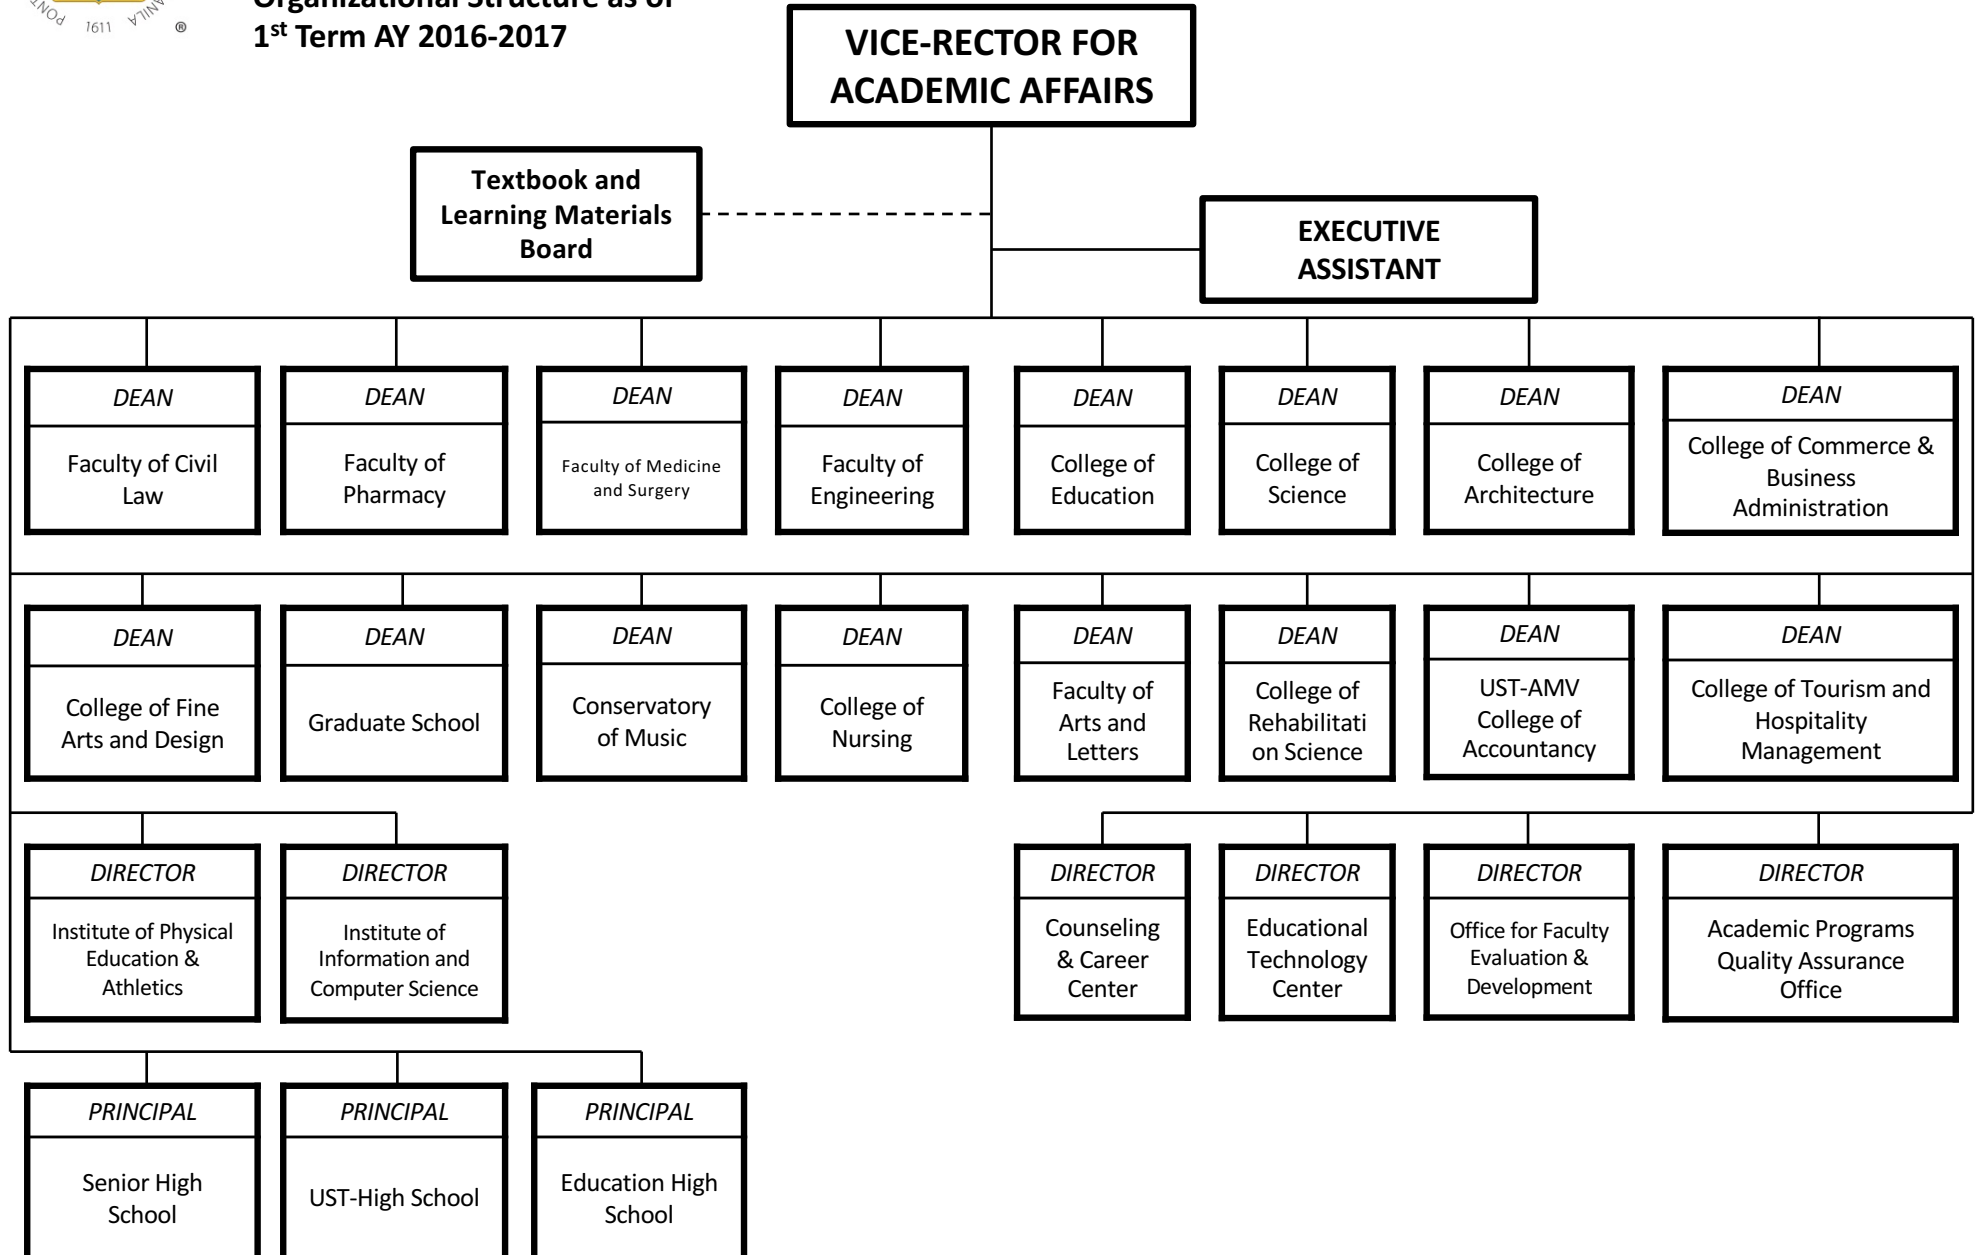 Organizational Structure as of
1st Term AY 2016-2017
1611
®
VICE-RECTOR FOR
ACADEMIC AFFAIRS
Textbook and
Learning Materials
Board
EXECUTIVE
ASSISTANT
DEAN
Faculty of Civil
Law
DEAN
Faculty of
Pharmacy
DEAN
Faculty of Medicine
and Surgery
DEAN
Faculty of
Engineering
DEAN
College of
Education
DEAN
College of
Science
DEAN
College of
Architecture
DEAN
College of Commerce &
Business
Administration
DEAN
College of Fine
Arts and Design
DEAN
Graduate School
DEAN
Conservatory
of Music
DEAN
College of
Nursing
DEAN
Faculty of
Arts and
Letters
DEAN
College of
Rehabilitati
on Science
DEAN
UST-AMV
College of
Accountancy
DEAN
College of Tourism and
Hospitality
Management
DIRECTOR
Institute of Physical
Education &
Athletics
DIRECTOR
Institute of
Information and
Computer Science
DIRECTOR
Counseling
& Career
Center
DIRECTOR
Educational
Technology
Center
DIRECTOR
Office for Faculty
Evaluation &
Development
DIRECTOR
Academic Programs
Quality Assurance
Office
PRINCIPAL
Senior High
School
PRINCIPAL
UST-High School
PRINCIPAL
Education High
School